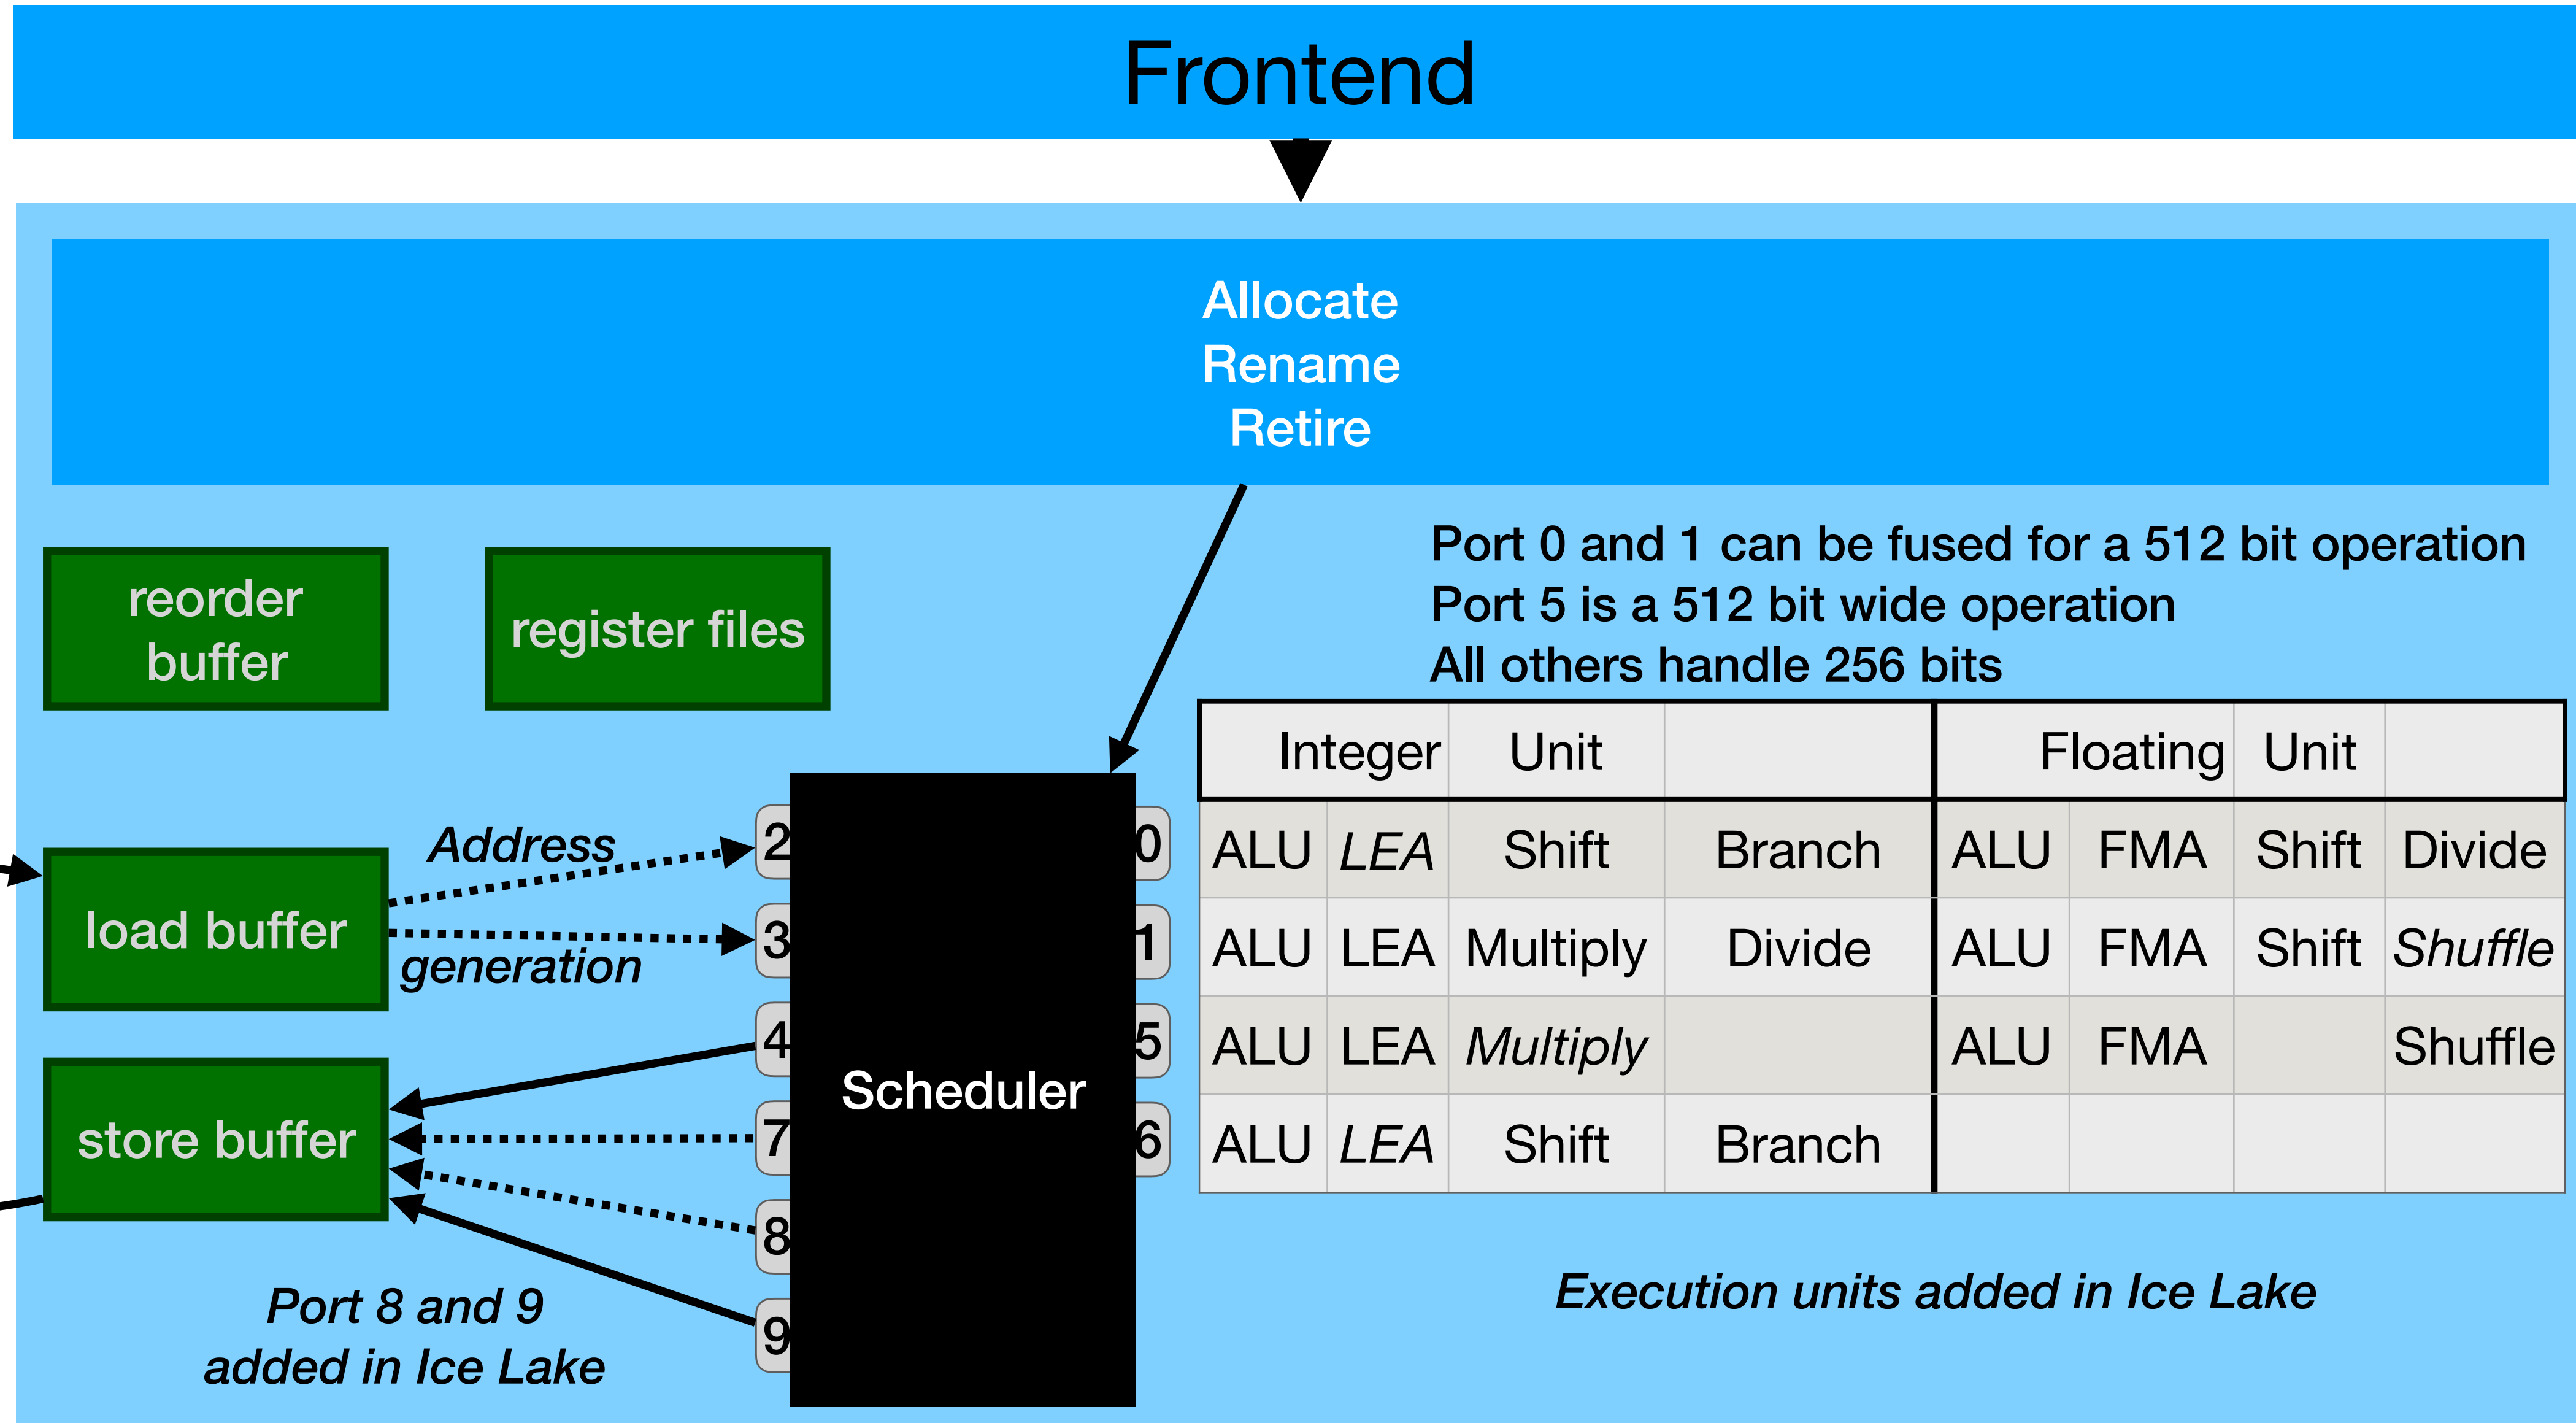 Frontend
Allocate
Rename
Retire
reorder
buffer
register files
Port 0 and 1 can be fused for a 512 bit operation
Port 5 is a 512 bit wide operation
All others handle 256 bits
load buffer
Address
generation
store buffer
2
3
4
7
8
9
Scheduler
0
1
5
6
Integer Unit Floating Unit
ALU LEA Shift Branch ALU FMA Shift Divide
ALU LEA Multiply Divide ALU FMA Shift Shuffle
ALU LEA Multiply ALU FMA Shuffle
ALU LEA Shift Branch
Port 8 and 9
added in Ice Lake
Execution units added in Ice Lake